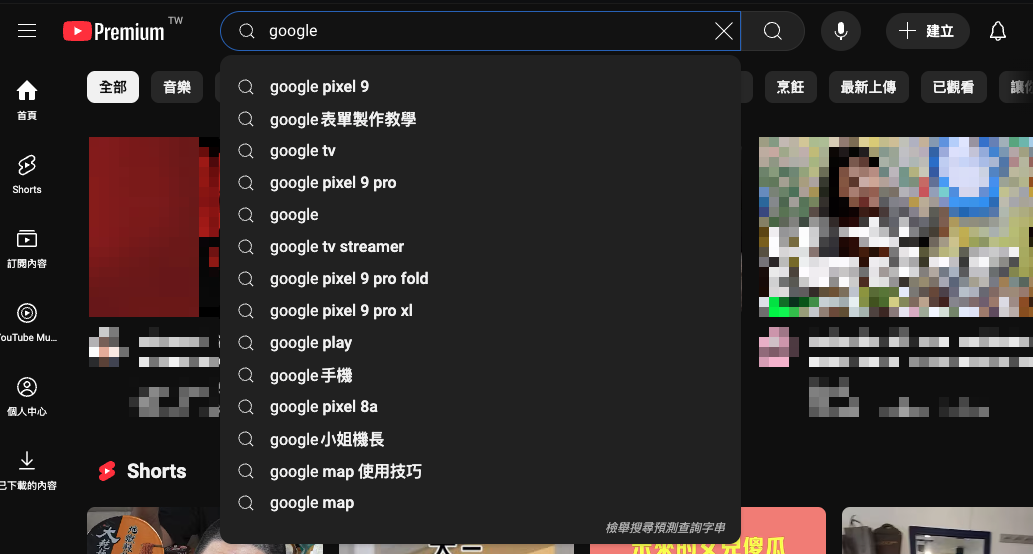 Premium TW
google
建立
全部
音樂
烹飪
最新上傳
已觀看
首頁
Shorts
訂閱內容
YouTube Mu...
個人中心
已下載的內容
google pixel 9
google表單製作教學
google tv
google pixel 9 pro
google
google tv streamer
google pixel 9 pro fold
google pixel 9 pro xl
google play
google手機
google pixel 8a
google小姐機長
google map 使用技巧
google map
檢舉搜尋預測查詢字串
Shorts